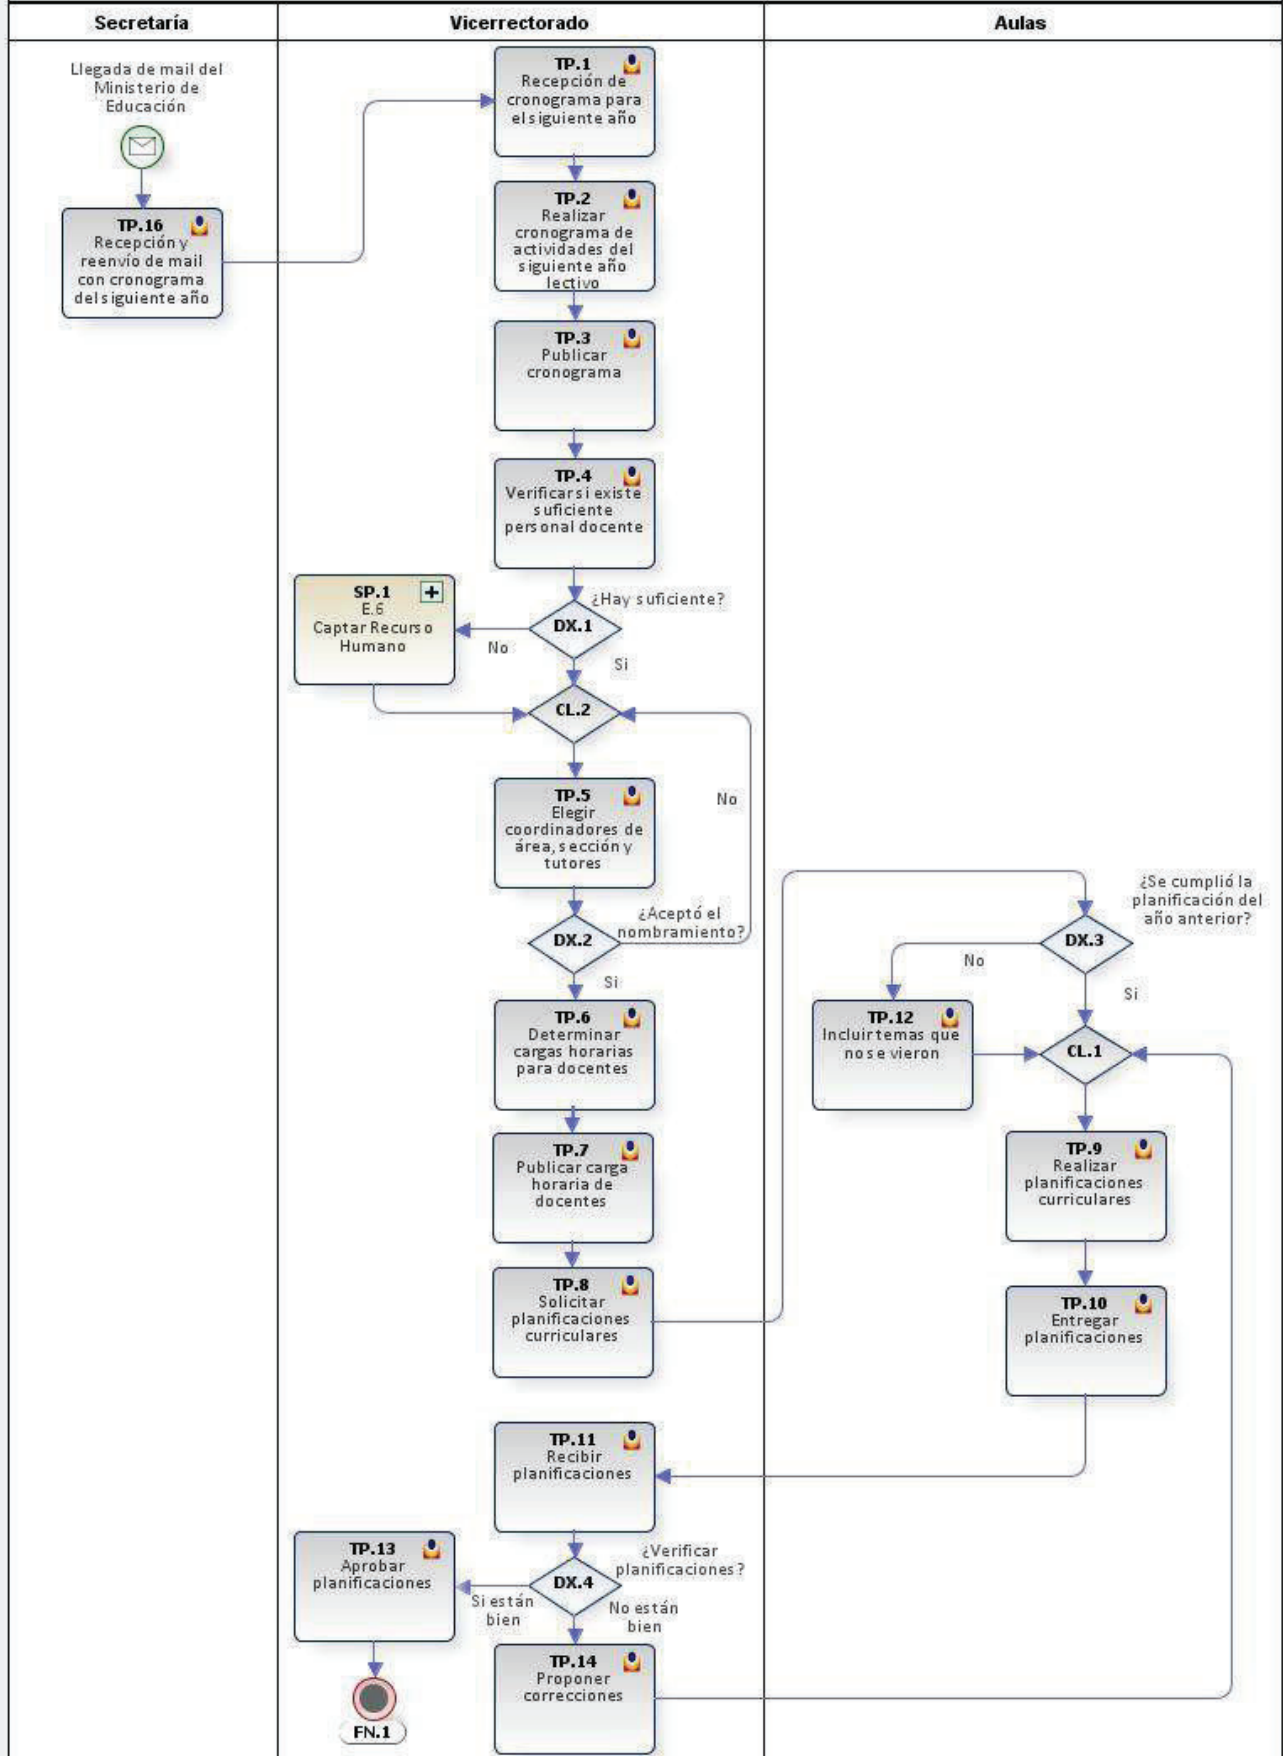 Secretaría
Vicerrectorado
Aulas
Llegada de mail del
Ministerio de
Educación
TP.16
Recepción y
reenvío de mail
con cronograma
del siguiente año
TP.1
Recepción de
cronograma para
el siguiente año
TP.2
Realizar
cronograma de
actividades del
siguiente año
lectivo
TP.3
Publicar
cronograma
TP.4
Verificar si existe
suficiente
personal docente
¿Hay suficiente?
DX.1
No
Si
SP.1
E.6
Captar Recurso
Humano
CL.2
TP.5
Elegir
coordinadores de
área, sección y
tutores
No
¿Aceptó el
nombramiento?
DX.2
Si
TP.6
Determinar
cargas horarias
para docentes
TP.7
Publicar carga
horaria de
docentes
TP.8
Solicitar
planificaciones
curriculares
¿Se cumplió la
planificación del
año anterior?
DX.3
No
Si
TP.12
Incluir temas que
no se vieron
CL.1
TP.9
Realizar
planificaciones
curriculares
TP.10
Entregar
planificaciones
TP.11
Recibir
planificaciones
¿Verificar
planificaciones?
DX.4
Si están
bien
No están
bien
TP.13
Aprobar
planificaciones
TP.14
Proponer
correcciones
FN.1